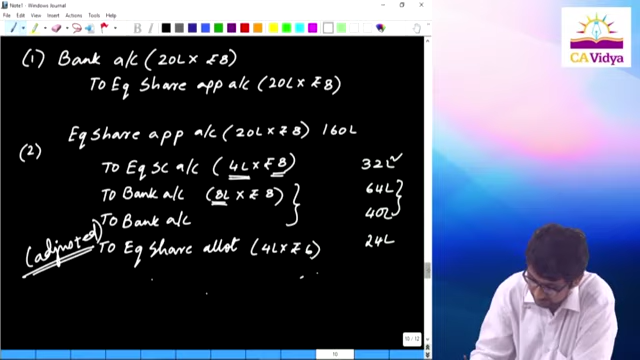 Note1 - Windows Journal
File Edit View Insert Actions Tools Help
(1) Bank a/c (20L × ₹8)
To Eq Share app a/c (20L × ₹8)
Eq Share app a/c (20L × ₹8) 160L
(2)
To Eq SC a/c (4L × ₹8) 32L
To Bank a/c (8L × ₹8) 64L
To Bank a/c 40L
(adjusted) To Eq Share allot (4L × ₹6) 24L
10 / 12
10
CA Vidya